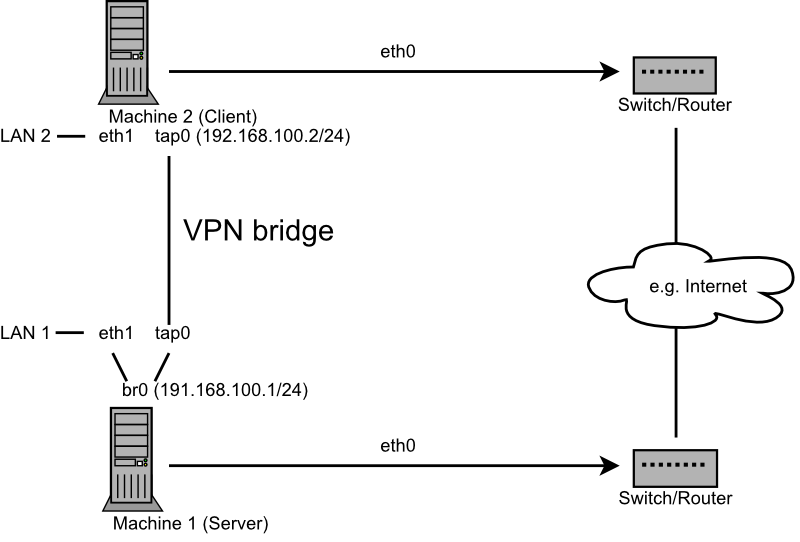 eth0
Machine 2 (Client)
Switch/Router
LAN 2 eth1 tap0 (192.168.100.2/24)
VPN bridge
e.g. Internet
LAN 1 eth1 tap0
br0 (191.168.100.1/24)
eth0
Switch/Router
Machine 1 (Server)